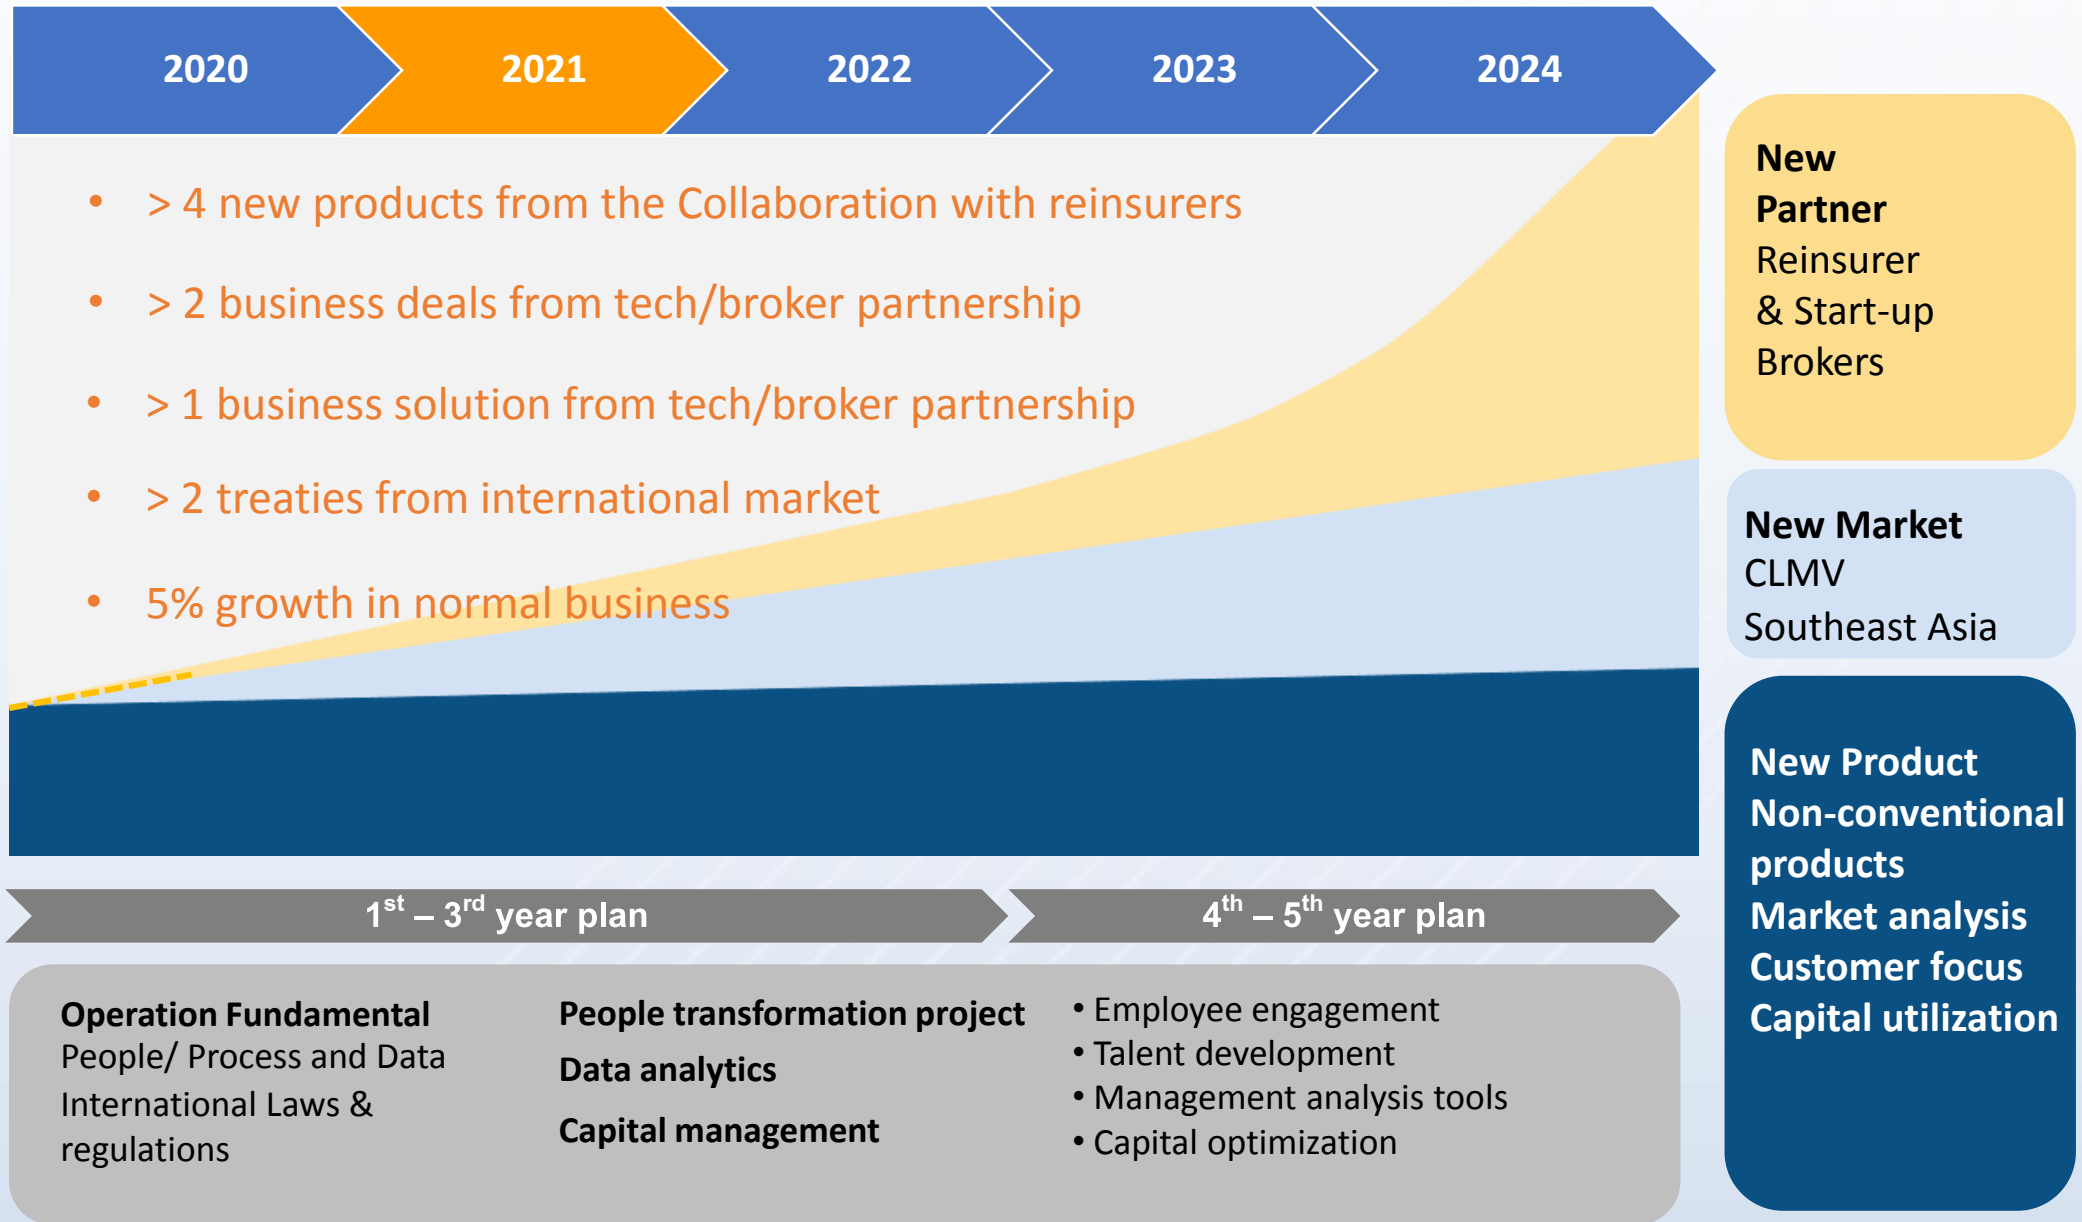 2020 2021 2022 2023 2024
• > 4 new products from the Collaboration with reinsurers
• > 2 business deals from tech/broker partnership
• > 1 business solution from tech/broker partnership
• > 2 treaties from international market
• 5% growth in normal business
New
Partner
Reinsurer
& Start-up
Brokers
New Market
CLMV
Southeast Asia
New Product
Non-conventional
products
Market analysis
Customer focus
Capital utilization
1st – 3rd year plan
4th – 5th year plan
Operation Fundamental
People/ Process and Data
International Laws &
regulations
People transformation project
Data analytics
Capital management
• Employee engagement
• Talent development
• Management analysis tools
• Capital optimization